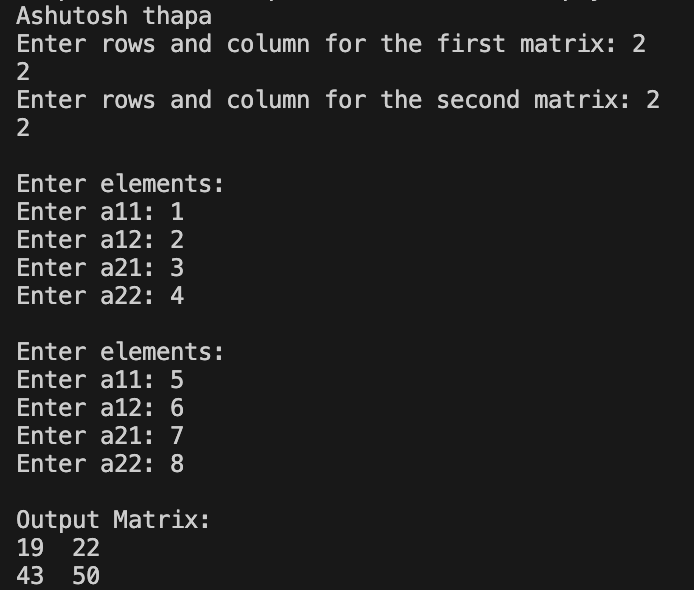 Ashutosh thapa
Enter rows and column for the first matrix: 2
2
Enter rows and column for the second matrix: 2
2
Enter elements:
Enter a11: 1
Enter a12: 2
Enter a21: 3
Enter a22: 4
Enter elements:
Enter a11: 5
Enter a12: 6
Enter a21: 7
Enter a22: 8
Output Matrix:
19  22
43  50